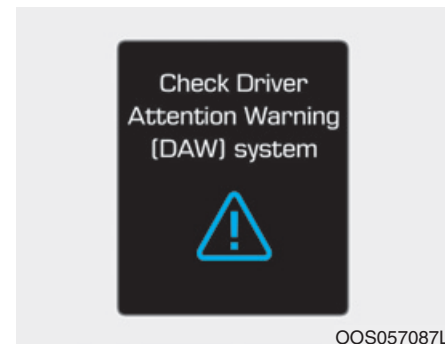 Check Driver
Attention Warning
(DAW) system
!
OOS057087L